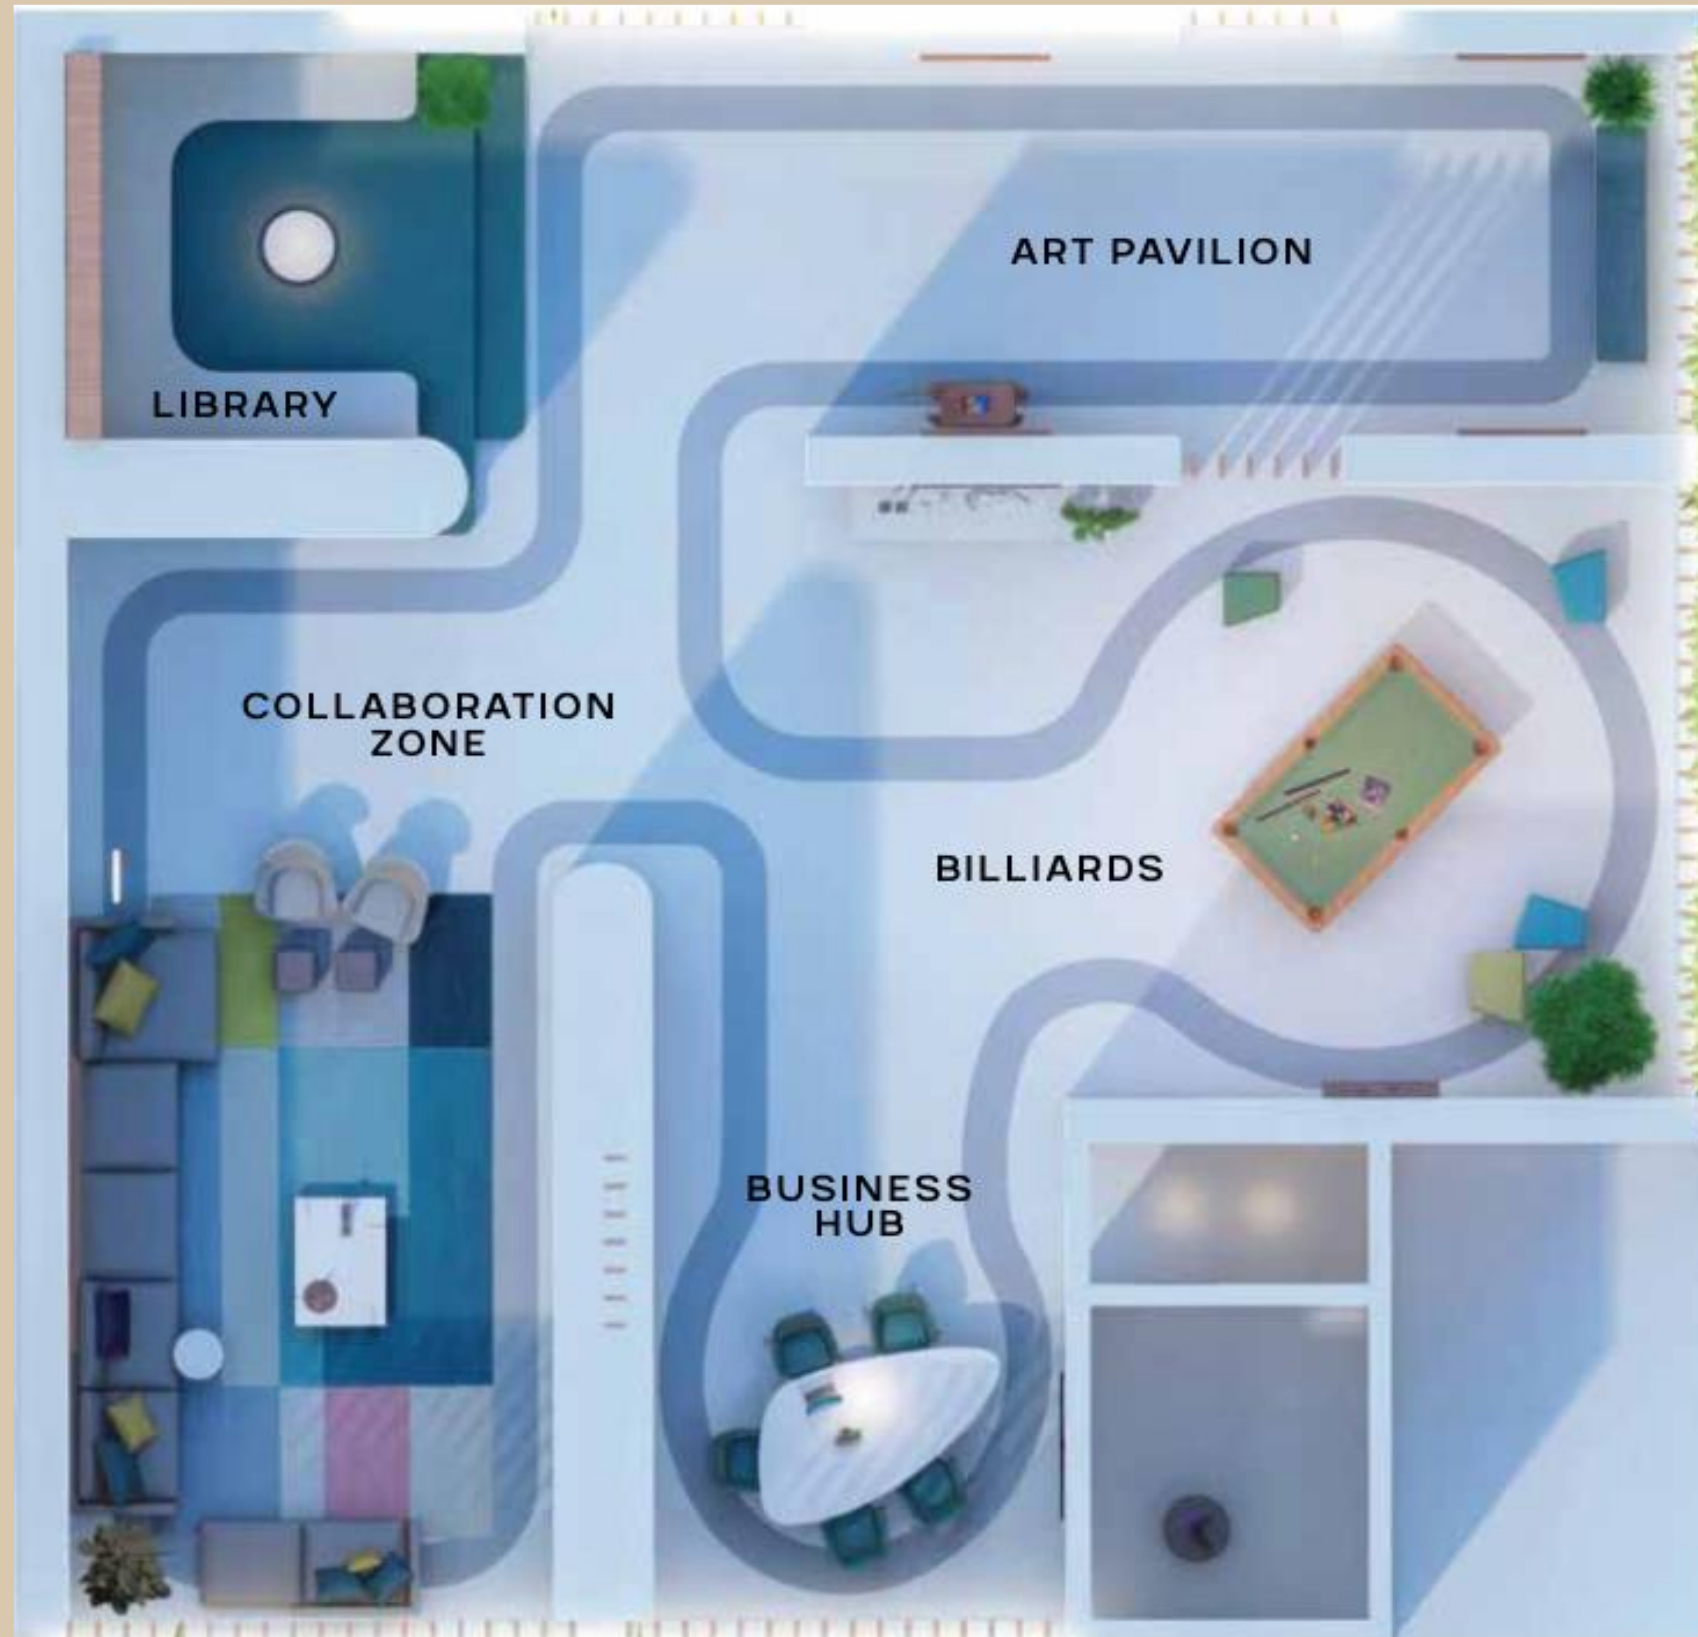 ART PAVILION
LIBRARY
COLLABORATION
ZONE
BILLIARDS
BUSINESS
HUB